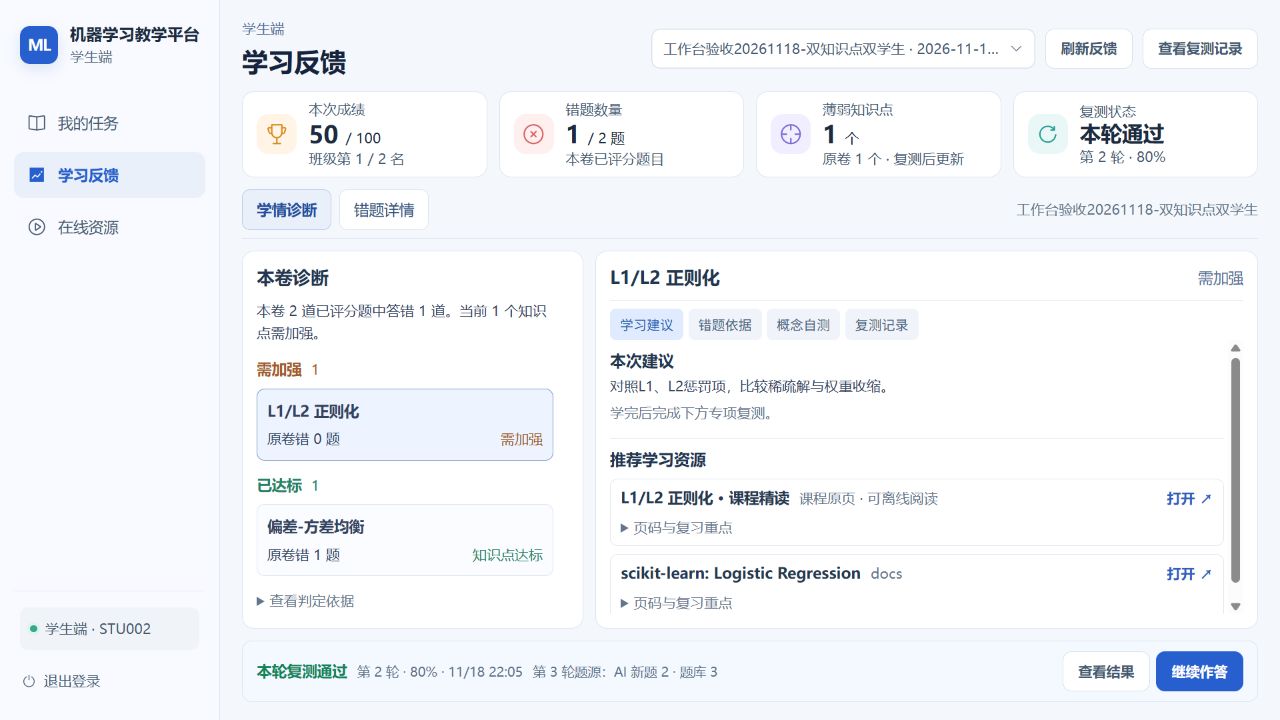 ML
机器学习教学平台
学生端
我的任务
学习反馈
在线资源
学生端 · STU002
退出登录
学生端
学习反馈
工作台验收20261118-双知识点双学生 · 2026-11-1...
刷新反馈
查看复测记录
本次成绩
50 / 100
班级第 1 / 2 名
错题数量
1 / 2 题
本卷已评分题目
薄弱知识点
1 个
原卷 1 个 · 复测后更新
复测状态
本轮通过
第 2 轮 · 80%
学情诊断
错题详情
工作台验收20261118-双知识点双学生
本卷诊断
本卷 2 道已评分题中答错 1 道。当前 1 个知识
点需加强。
需加强 1
L1/L2 正则化
原卷错 0 题
需加强
已达标 1
偏差-方差均衡
原卷错 1 题
知识点达标
查看判定依据
L1/L2 正则化
需加强
学习建议
错题依据
概念自测
复测记录
本次建议
对照L1、L2惩罚项，比较稀疏解与权重收缩。
学完后完成下方专项复测。
推荐学习资源
L1/L2 正则化 • 课程精读 课程原页 · 可离线阅读
打开 ↗
页码与复习重点
scikit-learn: Logistic Regression docs
打开 ↗
页码与复习重点
本轮复测通过 第 2 轮 · 80% · 11/18 22:05 第 3 轮题源：AI 新题 2 · 题库 3
查看结果
继续作答